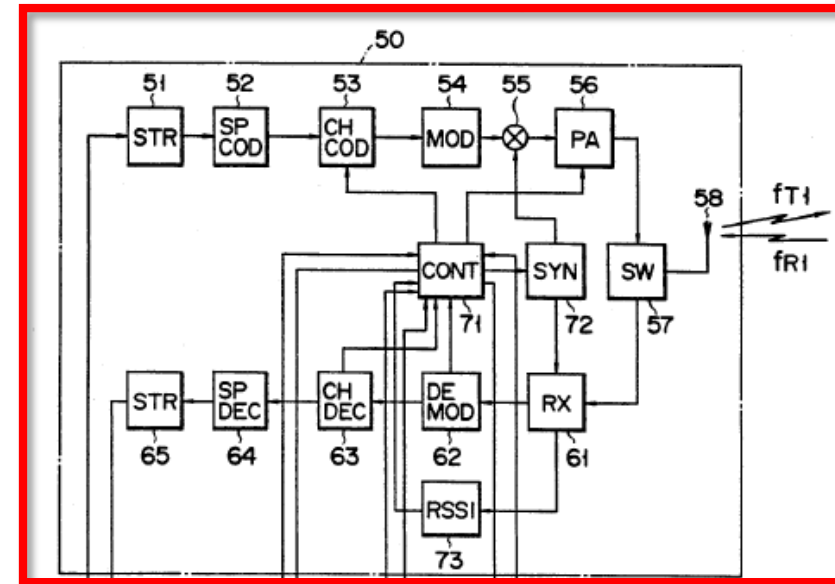 50
51 52 53 54 55 56
STR SP COD CH COD MOD PA
58 fT1
fR1
CONT SYN SW
71 72 57
STR SP DEC CH DEC DE MOD RX
65 64 63 62 61
RSSI
73